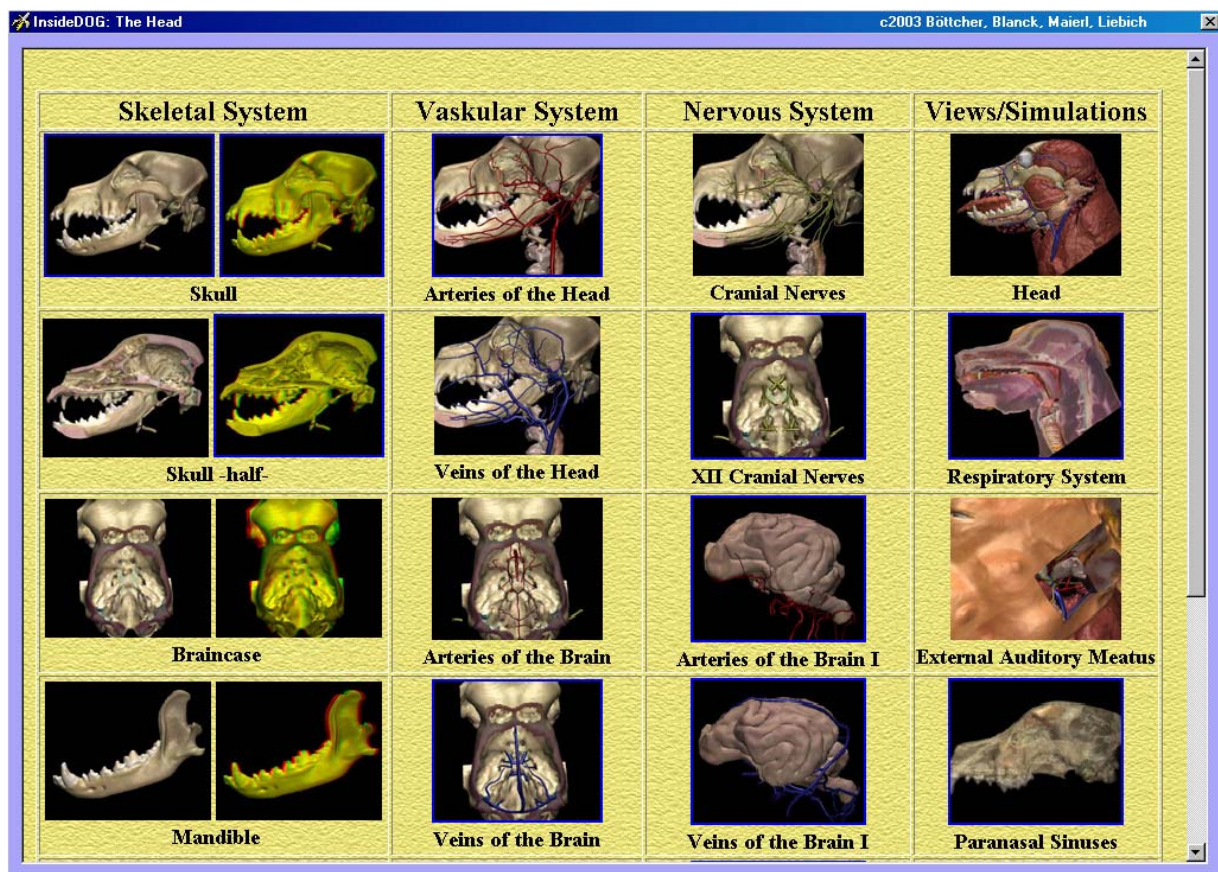 InsideDOG: The Head
c2003 Böttcher, Blanck, Maierl, Liebich
Skeletal System
Vaskular System
Nervous System
Views/Simulations
Skull
Arteries of the Head
Cranial Nerves
Head
Skull -half-
Veins of the Head
XII Cranial Nerves
Respiratory System
Braincase
Arteries of the Brain
Arteries of the Brain I
External Auditory Meatus
Mandible
Veins of the Brain
Veins of the Brain I
Paranasal Sinuses